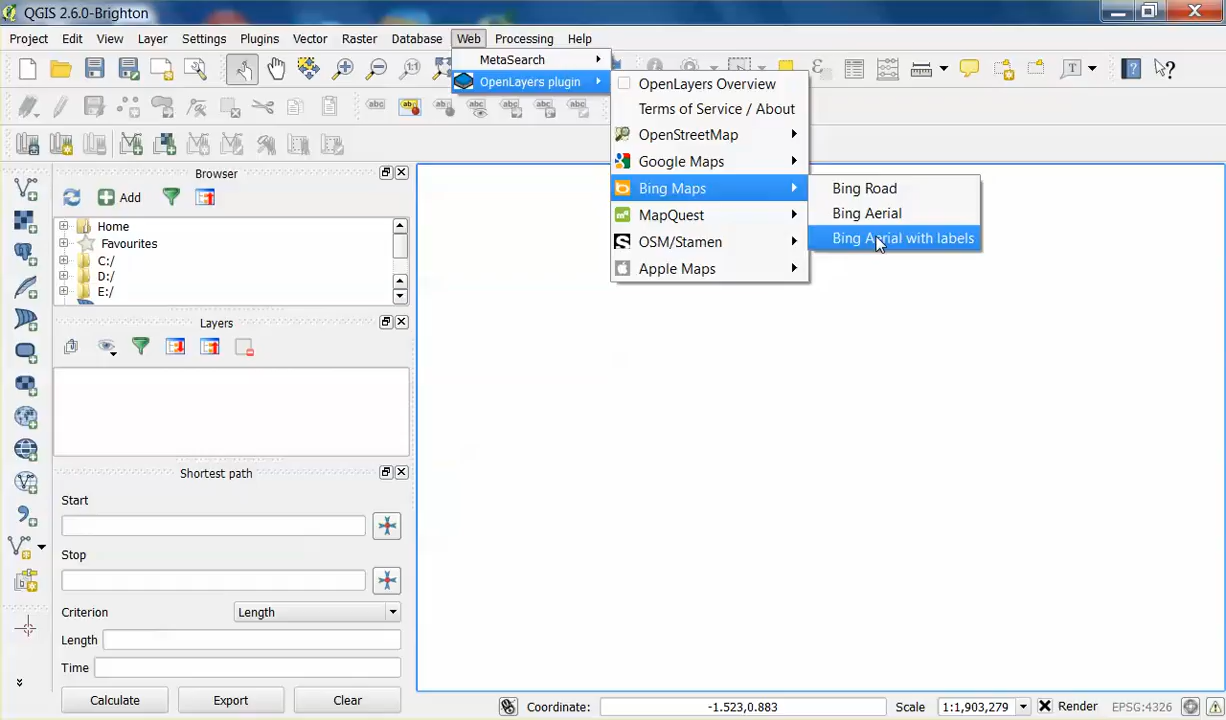 QGIS 2.6.0-Brighton
Project Edit View Layer Settings Plugins Vector Raster Database Web Processing Help
MetaSearch
OpenLayers plugin
OpenLayers Overview
Terms of Service / About
OpenStreetMap
Google Maps
Bing Maps
MapQuest
OSM/Stamen
Apple Maps
Bing Road
Bing Aerial
Bing Aerial with labels
Browser
Add
Home
Favourites
C:/
D:/
E:/
Layers
Shortest path
Start
Stop
Criterion Length
Length
Time
Calculate Export Clear
Coordinate: -1.523,0.883 Scale 1:1,903,279 Render EPSG:4326